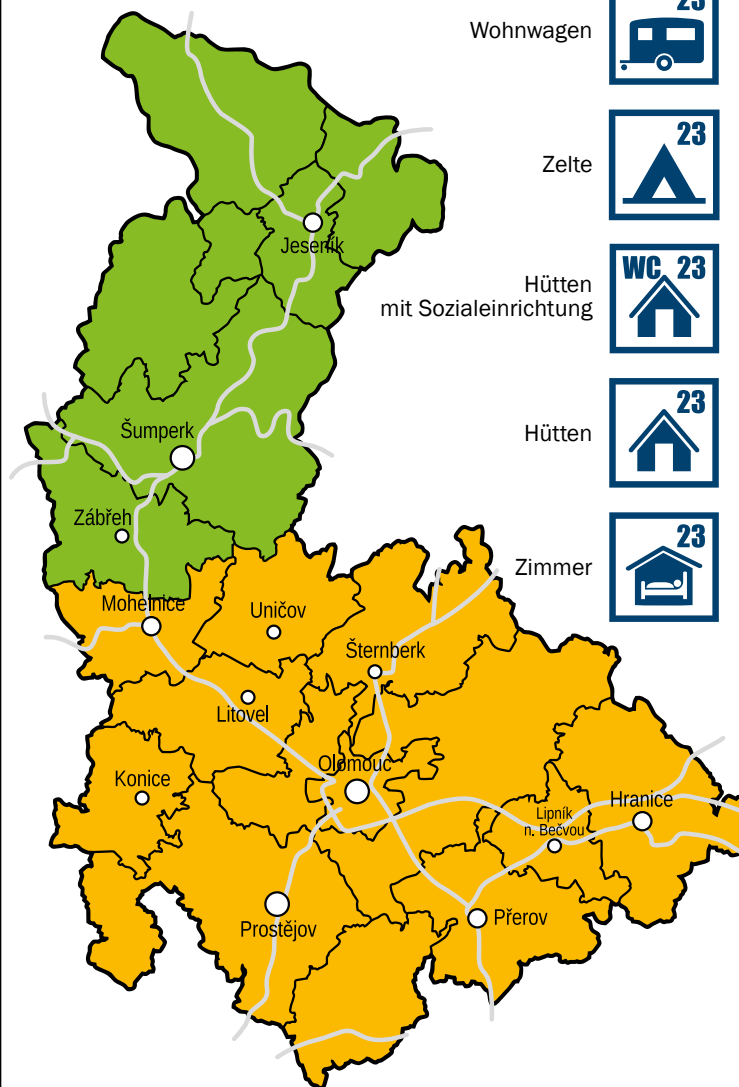 23
Wohnwagen
23
Zelte
WC 23
Hütten
mit Sozialeinrichtung
23
Hütten
23
Zimmer
Jeseník
Šumperk
Zábřeh
Mohelnice
Uničov
Šternberk
Litovel
Olomouc
Konice
Hranice
Lipník
n. Bečvou
Prostějov
Přerov